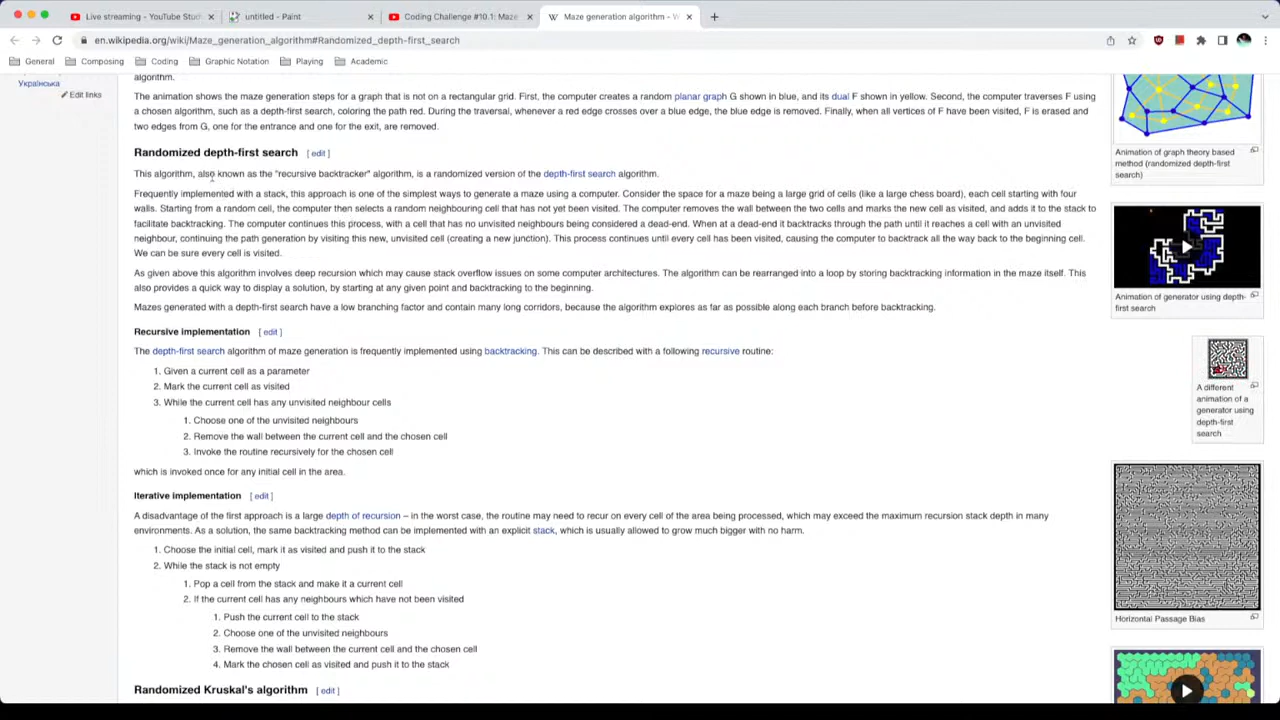 Live streaming - YouTube Stud
untitled - Paint
Coding Challenge #10.1: Maze
Maze generation algorithm - W
en.wikipedia.org/wiki/Maze_generation_algorithm#Randomized_depth-first_search
General
Composing
Coding
Graphic Notation
Playing
Academic
Українська
Edit links
algorithm.
The animation shows the maze generation steps for a graph that is not on a rectangular grid. First, the computer creates a random planar graph G shown in blue, and its dual F shown in yellow. Second, the computer traverses F using
a chosen algorithm, such as a depth-first search, coloring the path red. During the traversal, whenever a red edge crosses over a blue edge, the blue edge is removed. Finally, when all vertices of F have been visited, F is erased and
two edges from G, one for the entrance and one for the exit, are removed.
Randomized depth-first search [ edit ]
This algorithm, also known as the "recursive backtracker" algorithm, is a randomized version of the depth-first search algorithm.
Frequently implemented with a stack, this approach is one of the simplest ways to generate a maze using a computer. Consider the space for a maze being a large grid of cells (like a large chess board), each cell starting with four
walls. Starting from a random cell, the computer then selects a random neighbouring cell that has not yet been visited. The computer removes the wall between the two cells and marks the new cell as visited, and adds it to the stack to
facilitate backtracking. The computer continues this process, with a cell that has no unvisited neighbours being considered a dead-end. When at a dead-end it backtracks through the path until it reaches a cell with an unvisited
neighbour, continuing the path generation by visiting this new, unvisited cell (creating a new junction). This process continues until every cell has been visited, causing the computer to backtrack all the way back to the beginning cell.
We can be sure every cell is visited.
As given above this algorithm involves deep recursion which may cause stack overflow issues on some computer architectures. The algorithm can be rearranged into a loop by storing backtracking information in the maze itself. This
also provides a quick way to display a solution, by starting at any given point and backtracking to the beginning.
Mazes generated with a depth-first search have a low branching factor and contain many long corridors, because the algorithm explores as far as possible along each branch before backtracking.
Recursive implementation [ edit ]
The depth-first search algorithm of maze generation is frequently implemented using backtracking. This can be described with a following recursive routine:
1. Given a current cell as a parameter
2. Mark the current cell as visited
3. While the current cell has any unvisited neighbour cells
1. Choose one of the unvisited neighbours
2. Remove the wall between the current cell and the chosen cell
3. Invoke the routine recursively for the chosen cell
which is invoked once for any initial cell in the area.
Iterative implementation [ edit ]
A disadvantage of the first approach is a large depth of recursion – in the worst case, the routine may need to recur on every cell of the area being processed, which may exceed the maximum recursion stack depth in many
environments. As a solution, the same backtracking method can be implemented with an explicit stack, which is usually allowed to grow much bigger with no harm.
1. Choose the initial cell, mark it as visited and push it to the stack
2. While the stack is not empty
1. Pop a cell from the stack and make it a current cell
2. If the current cell has any neighbours which have not been visited
1. Push the current cell to the stack
2. Choose one of the unvisited neighbours
3. Remove the wall between the current cell and the chosen cell
4. Mark the chosen cell as visited and push it to the stack
Randomized Kruskal's algorithm [ edit ]
Animation of graph theory based
method (randomized depth-first
search)
Animation of generator using depth-
first search
A different
animation of a
generator using
depth-first
search
Horizontal Passage Bias